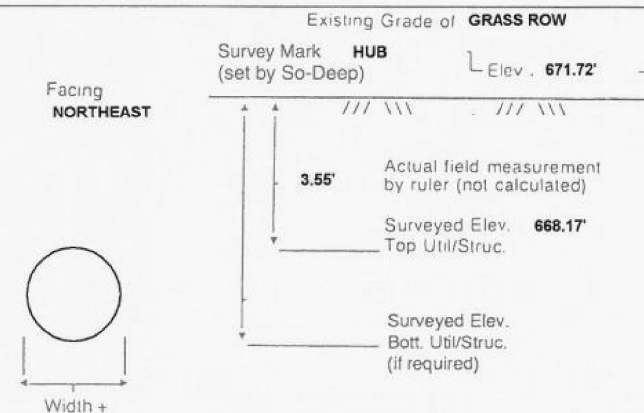 Existing Grade of GRASS ROW
Survey Mark HUB
(set by So-Deep)
Elev. 671.72'
Facing
NORTHEAST
3.55'
Actual field measurement
by ruler (not calculated)
Surveyed Elev. 668.17'
Top Util/Struc.
Surveyed Elev.
Bott. Util/Struc.
(if required)
Width +